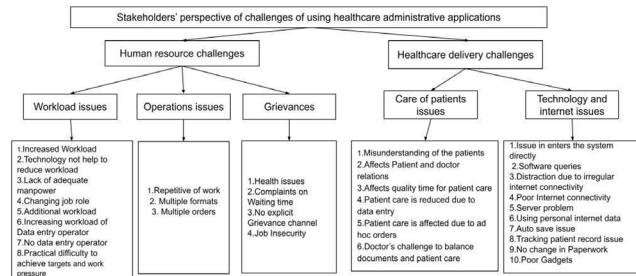 Stakeholders' perspective of challenges of using healthcare administrative applications
Human resource challenges
Healthcare delivery challenges
Workload issues
Operations issues
Grievances
Care of patients
issues
Technology and
internet issues
1.Increased Workload
2.Technology not help to
reduce workload
3.Lack of adequate
manpower
4.Changing job role
5.Additional workload
6.Increasing workload of
Data entry operator
7.No data entry operator
8.Practical difficulty to
achieve targets and work
pressure
1.Repetitive of work
2. Multiple formats
3. Multiple orders
1.Health issues
2.Complaints on
Waiting time
3.No explicit
Grievance channel
4.Job Insecurity
1.Misunderstanding of the patients
2.Affects Patient and doctor
relations
3.Affects quality time for patient care
4.Patient care is reduced due to
data entry
5.Patient care is affected due to ad
hoc orders
6.Doctor's challenge to balance
documents and patient care
1.Issue in enters the system
directly
2.Software queries
3.Distraction due to irregular
internet connectivity
4.Poor Internet connectivity
5.Server problem
6.Using personal internet data
7.Auto save issue
8.Tracking patient record issue
9.No change in Paperwork
10.Poor Gadgets